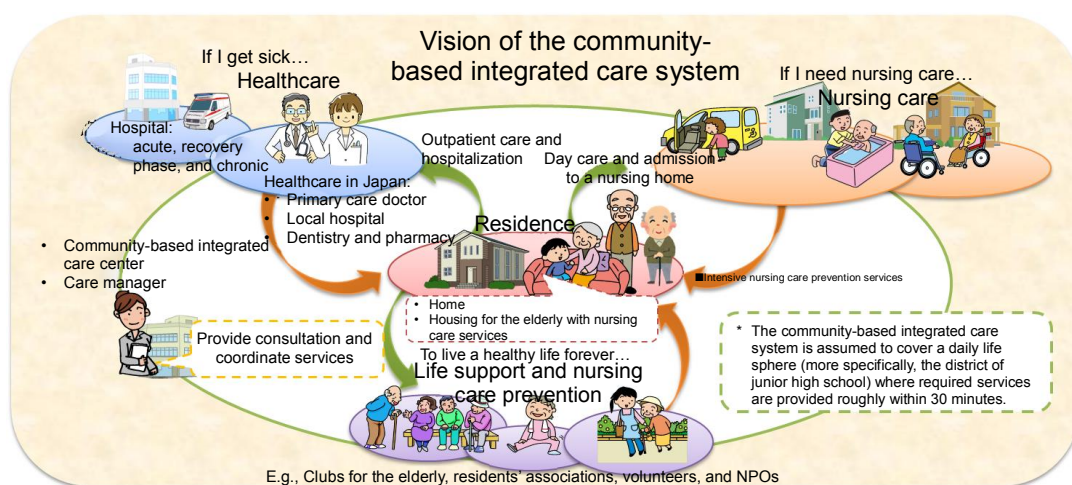 Vision of the community-
based integrated care system
If I get sick…
Healthcare
Hospital:
acute, recovery
phase, and chronic
Healthcare in Japan:
• Primary care doctor
• Local hospital
• Dentistry and pharmacy
Outpatient care and
hospitalization
Day care and admission
to a nursing home
If I need nursing care…
Nursing care
• Community-based integrated
care center
• Care manager
Residence
■Intensive nursing care prevention services
• Home
• Housing for the elderly with nursing
care services
Provide consultation and
coordinate services
To live a healthy life forever…
Life support and nursing
care prevention
* The community-based integrated care
system is assumed to cover a daily life
sphere (more specifically, the district of
junior high school) where required services
are provided roughly within 30 minutes.
E.g., Clubs for the elderly, residents' associations, volunteers, and NPOs